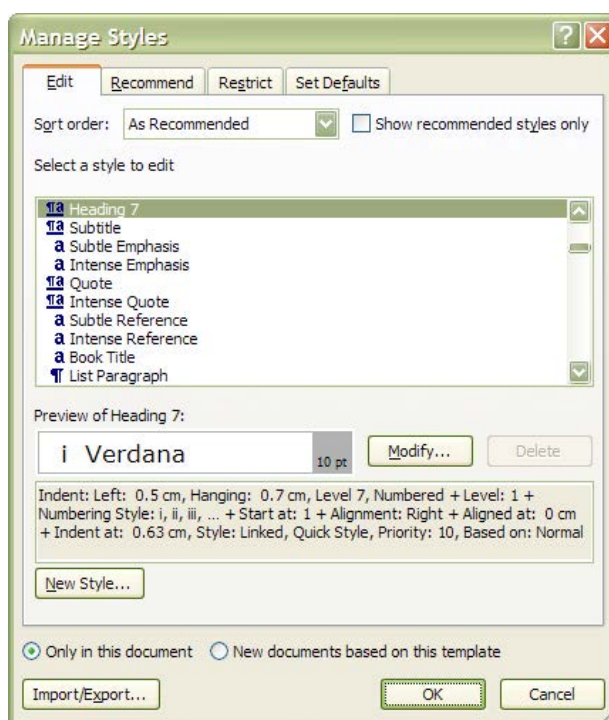 Manage Styles
Edit Recommend Restrict Set Defaults
Sort order: As Recommended Show recommended styles only
Select a style to edit
¶a Heading 7
¶a Subtitle
a Subtle Emphasis
a Intense Emphasis
¶a Quote
¶a Intense Quote
a Subtle Reference
a Intense Reference
a Book Title
¶ List Paragraph
Preview of Heading 7:
i Verdana 10 pt Modify... Delete
Indent: Left: 0.5 cm, Hanging: 0.7 cm, Level 7, Numbered + Level: 1 +
Numbering Style: i, ii, iii, ... + Start at: 1 + Alignment: Right + Aligned at: 0 cm
+ Indent at: 0.63 cm, Style: Linked, Quick Style, Priority: 10, Based on: Normal
New Style...
Only in this document New documents based on this template
Import/Export... OK Cancel